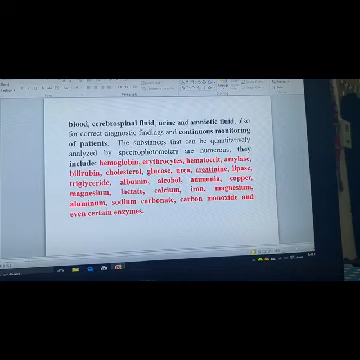 blood, cerebrospinal fluid, urine and amniotic fluid, also
for correct diagnostic findings and continuous monitoring
of patients. The substances that can be quantitatively
analyzed by spectrophotometry are numerous, they
include: hemoglobin, erythrocytes, hematocrit, amylase,
bilirubin, cholesterol, glucose, urea, creatinine, lipase,
triglyceride, albumin, alcohol, ammonia, copper,
magnesium, lactate, calcium, iron, magnesium,
aluminum, sodium carbonate, carbon monoxide and
even certain enzymes.